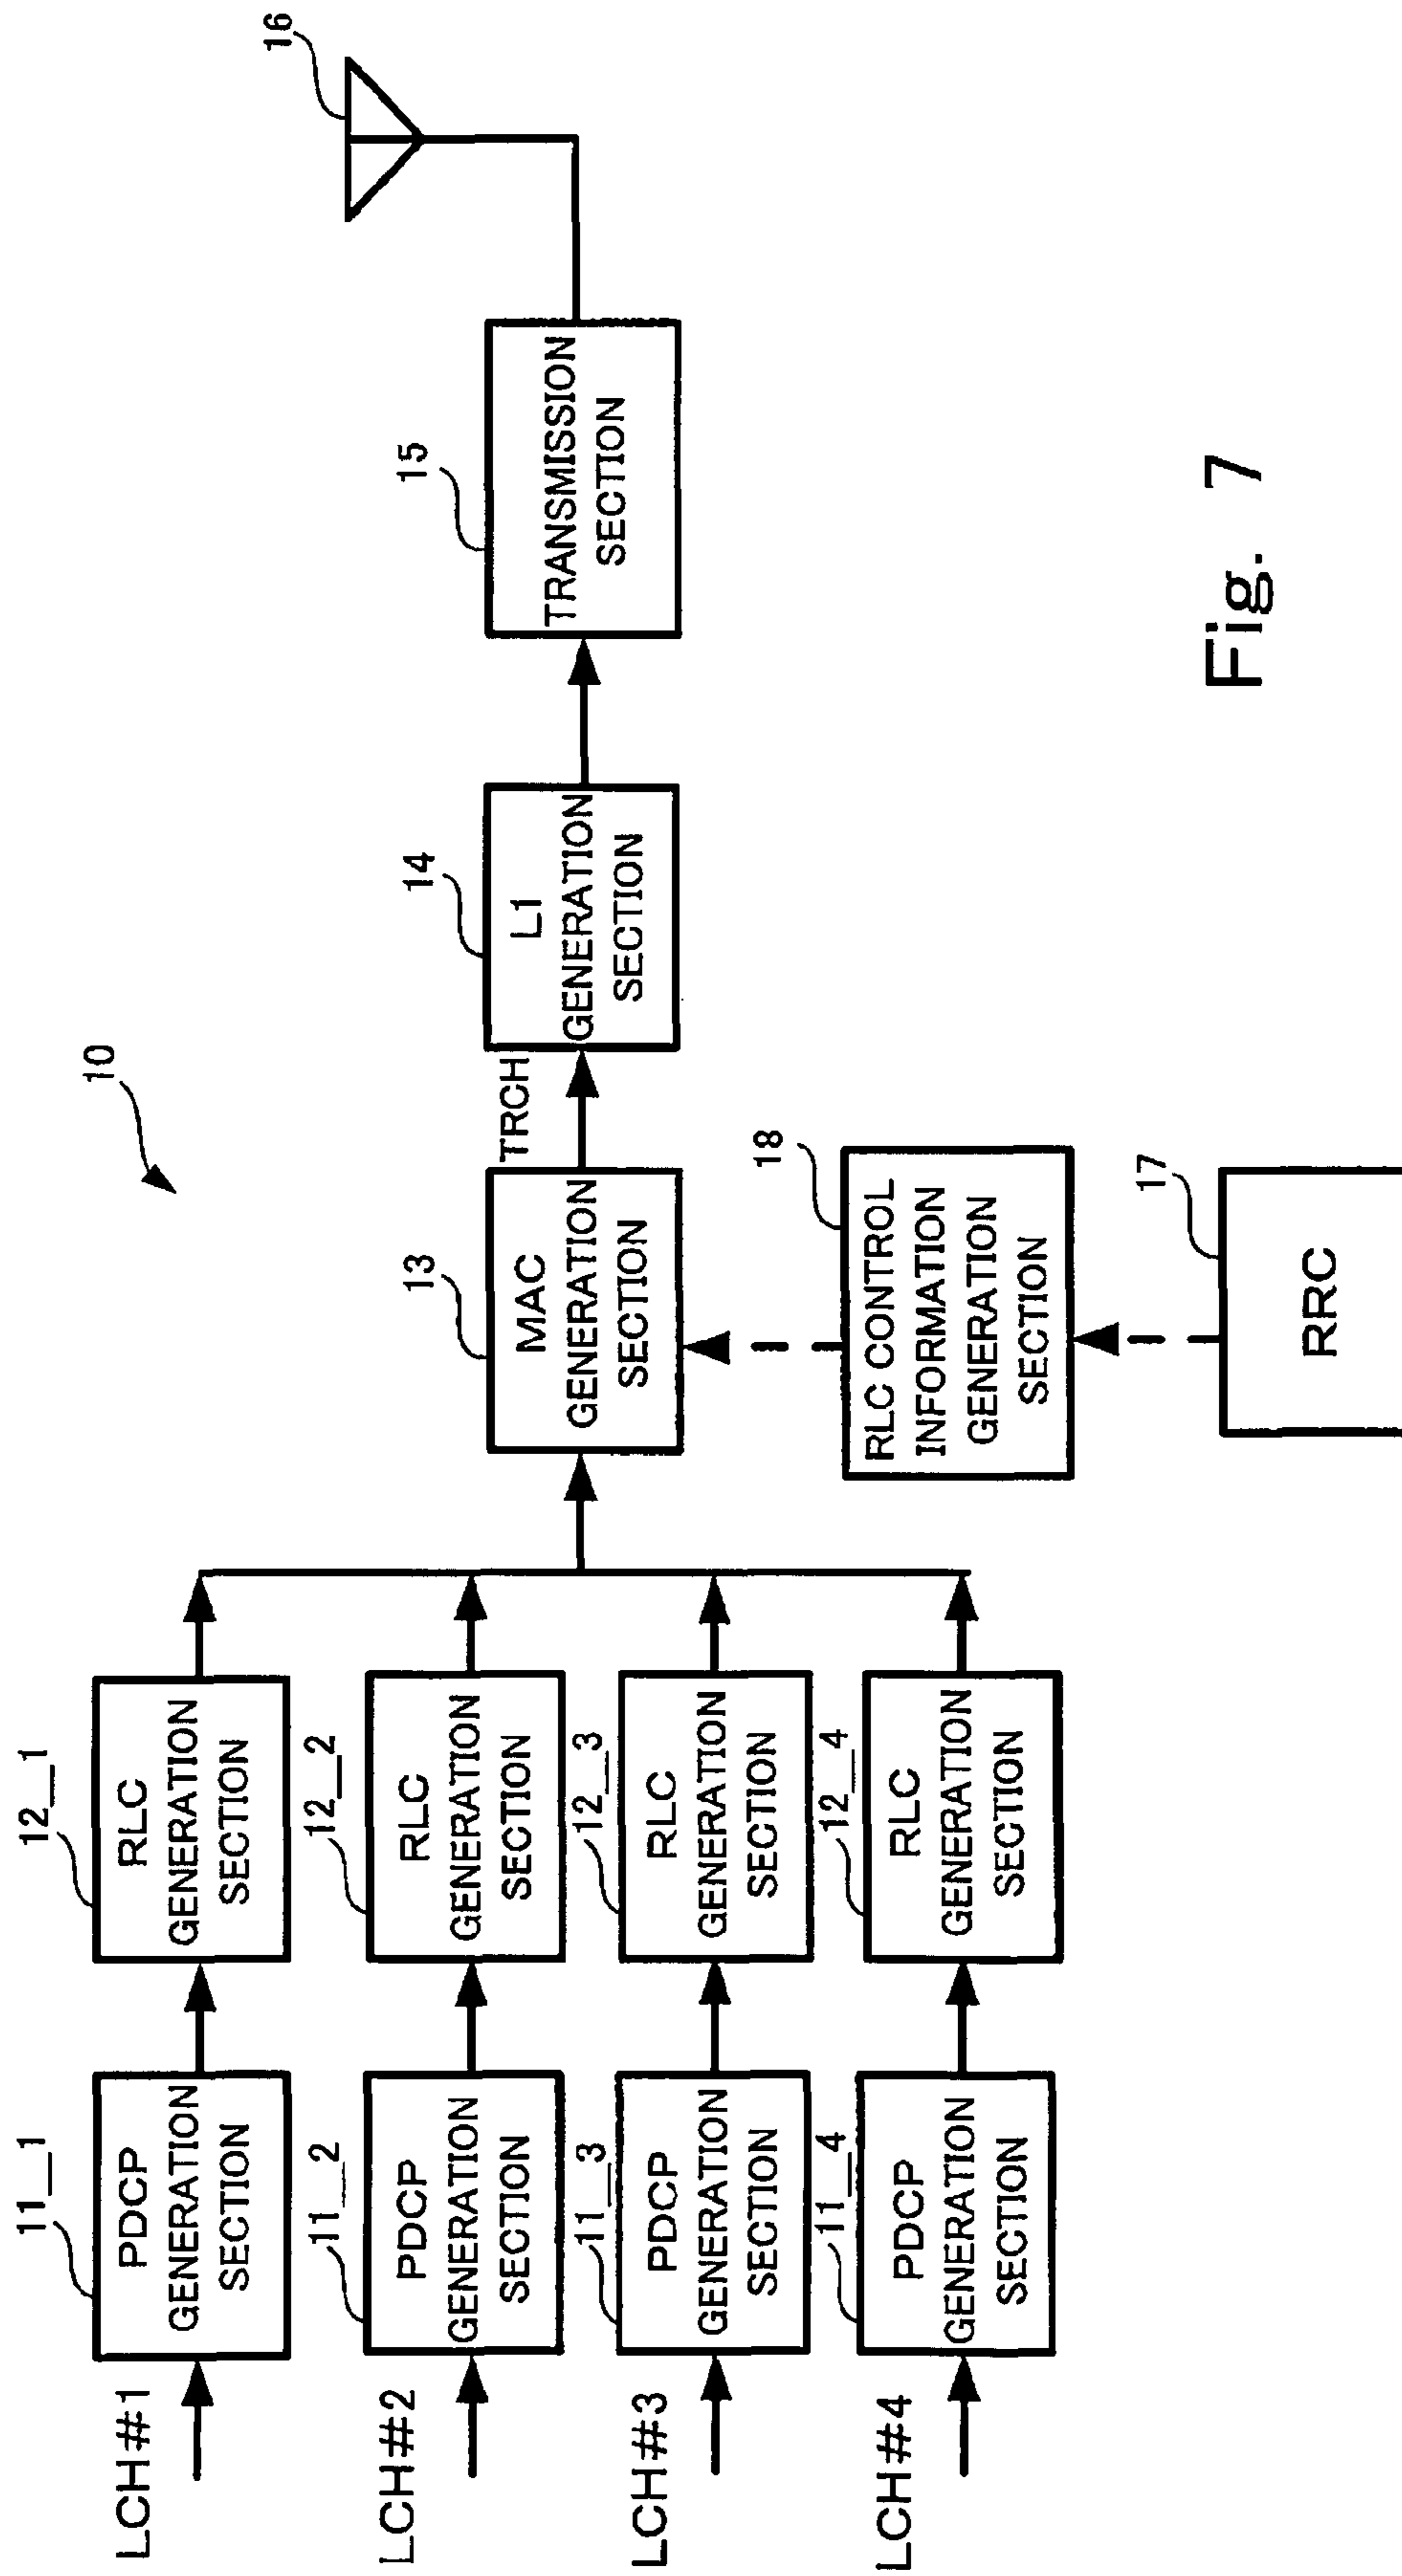 10
LCH#1
11_1
PDCP
GENERATION
SECTION
12_1
RLC
GENERATION
SECTION
LCH#2
11_2
PDCP
GENERATION
SECTION
12_2
RLC
GENERATION
SECTION
LCH#3
11_3
PDCP
GENERATION
SECTION
12_3
RLC
GENERATION
SECTION
LCH#4
11_4
PDCP
GENERATION
SECTION
12_4
RLC
GENERATION
SECTION
13
MAC
GENERATION
SECTION
TRCH
14
L1
GENERATION
SECTION
15
TRANSMISSION
SECTION
16
18
RLC CONTROL
INFORMATION
GENERATION
SECTION
17
RRC
Fig. 7